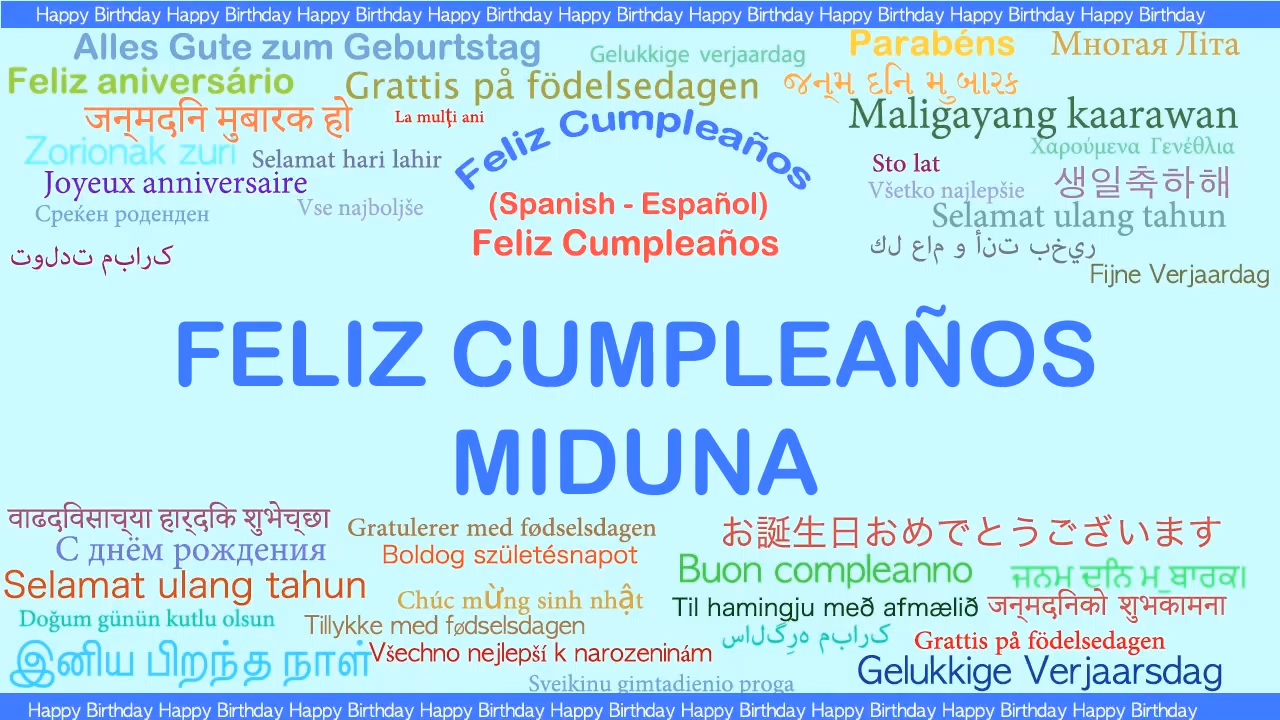 Happy Birthday Happy Birthday Happy Birthday Happy Birthday Happy Birthday Happy Birthday Happy Birthday Happy Birthday Happy Birthday
Alles Gute zum Geburtstag
Gelukkige verjaardag
Parabéns
Многая Літа
Feliz aniversário
Grattis på födelsedagen
જન્મ દિન મુબારક
जन्मदिन मुबारक हो
La mulţi ani
Feliz Cumpleaños
Maligayang kaarawan
Zorionak zuri
Selamat hari lahir
Sto lat
Χαρούμενα Γενέθλια
Joyeux anniversaire
(Spanish - Español)
Všetko najlepšie
생일축하해
Среќен роденден
Vse najboljše
Selamat ulang tahun
Feliz Cumpleaños
تولدت مبارک
كل عام و أنت بخير
Fijne Verjaardag
FELIZ CUMPLEAÑOS
MIDUNA
वाढदिवसाच्या हार्दिक शुभेच्छा
Gratulerer med fødselsdagen
お誕生日おめでとうございます
С днём рождения
Boldog születésnapot
Buon compleanno
ਜਨਮ ਦਿਨ ਮੁਬਾਰਕ।
Selamat ulang tahun
Chúc mừng sinh nhật
Til hamingju með afmælið
जन्मदिनको शुभकामना
Doğum günün kutlu olsun
Tillykke med fødselsdagen
سالگرہ مبارک
Grattis på födelsedagen
இனிய பிறந்த நாள்
Všechno nejlepší k narozeninám
Gelukkige Verjaarsdag
Sveikinu gimtadienio proga
Happy Birthday Happy Birthday Happy Birthday Happy Birthday Happy Birthday Happy Birthday Happy Birthday Happy Birthday Happy Birthday